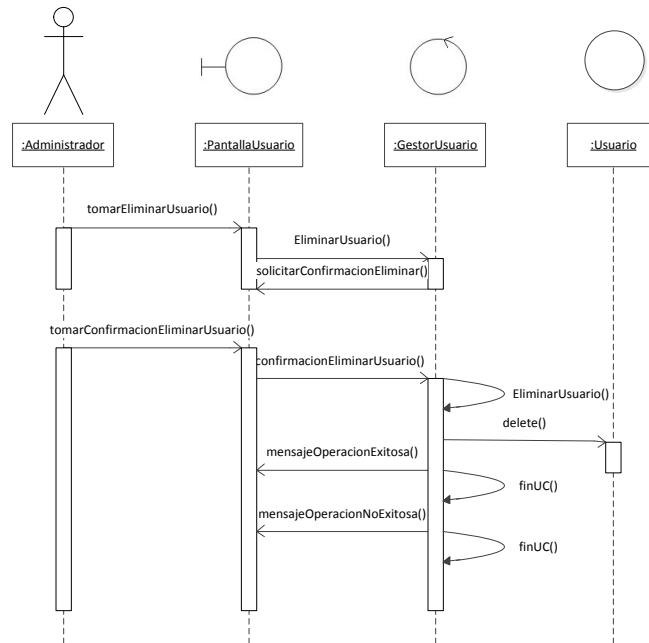 :Administrador
:PantallaUsuario
:GestorUsuario
:Usuario
tomarEliminarUsuario()
EliminarUsuario()
solicitarConfirmacionEliminar()
tomarConfirmacionEliminarUsuario()
confirmacionEliminarUsuario()
EliminarUsuario()
delete()
mensajeOperacionExitosa()
finUC()
mensajeOperacionNoExitosa()
finUC()